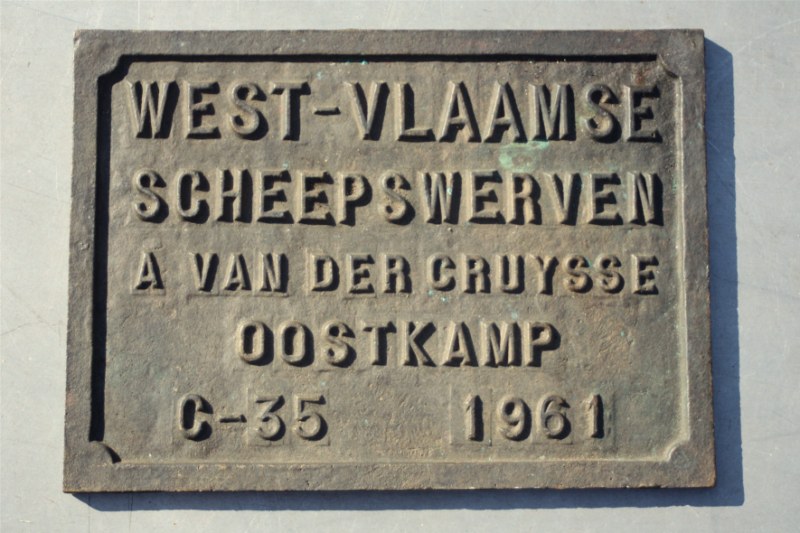 WEST-VLAAMSE
SCHEEPSWERVEN
A VAN DER CRUYSSE
OOSTKAMP
C-35 1961